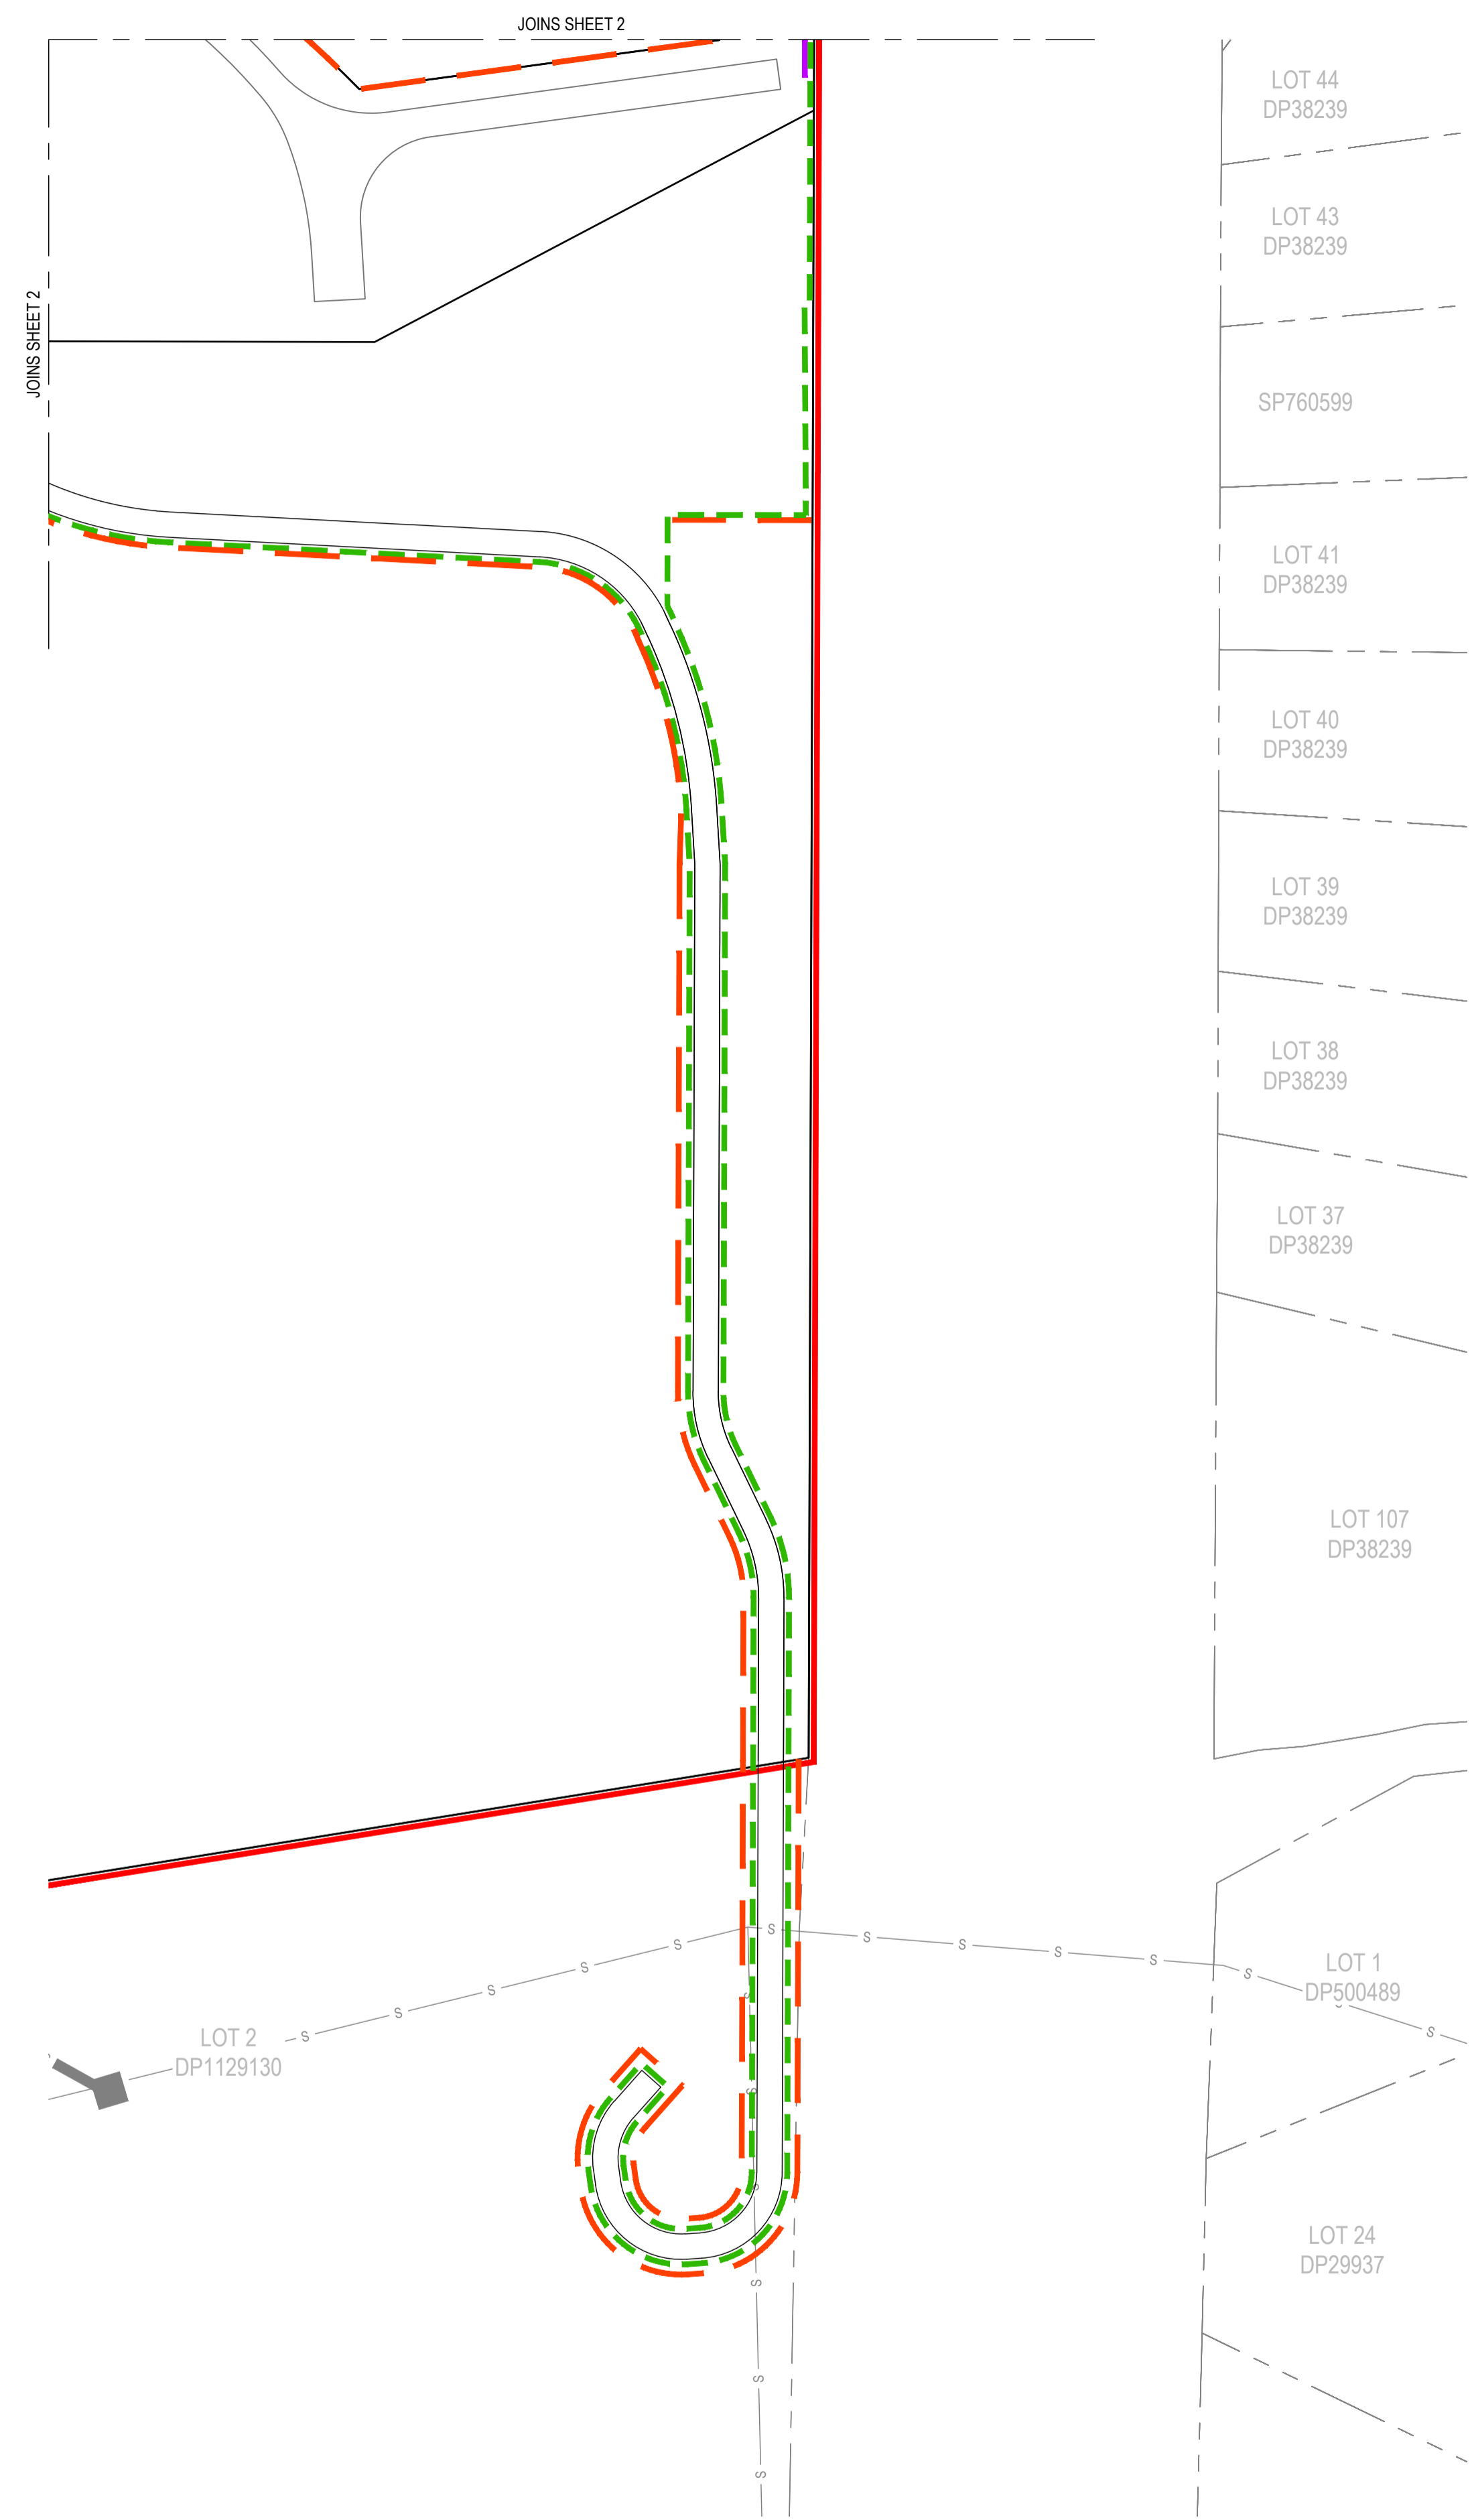 JOINS SHEET 2
JOINS SHEET 2
LOT 44
DP38239
LOT 43
DP38239
SP760599
LOT 41
DP38239
LOT 40
DP38239
LOT 39
DP38239
LOT 38
DP38239
LOT 37
DP38239
LOT 107
DP38239
S
S
S
S
S
S
S
S
S
S
S
LOT 1
DP500489
S
S
LOT 2
DP1129130
S
S
S
LOT 24
DP29937
S
S
S